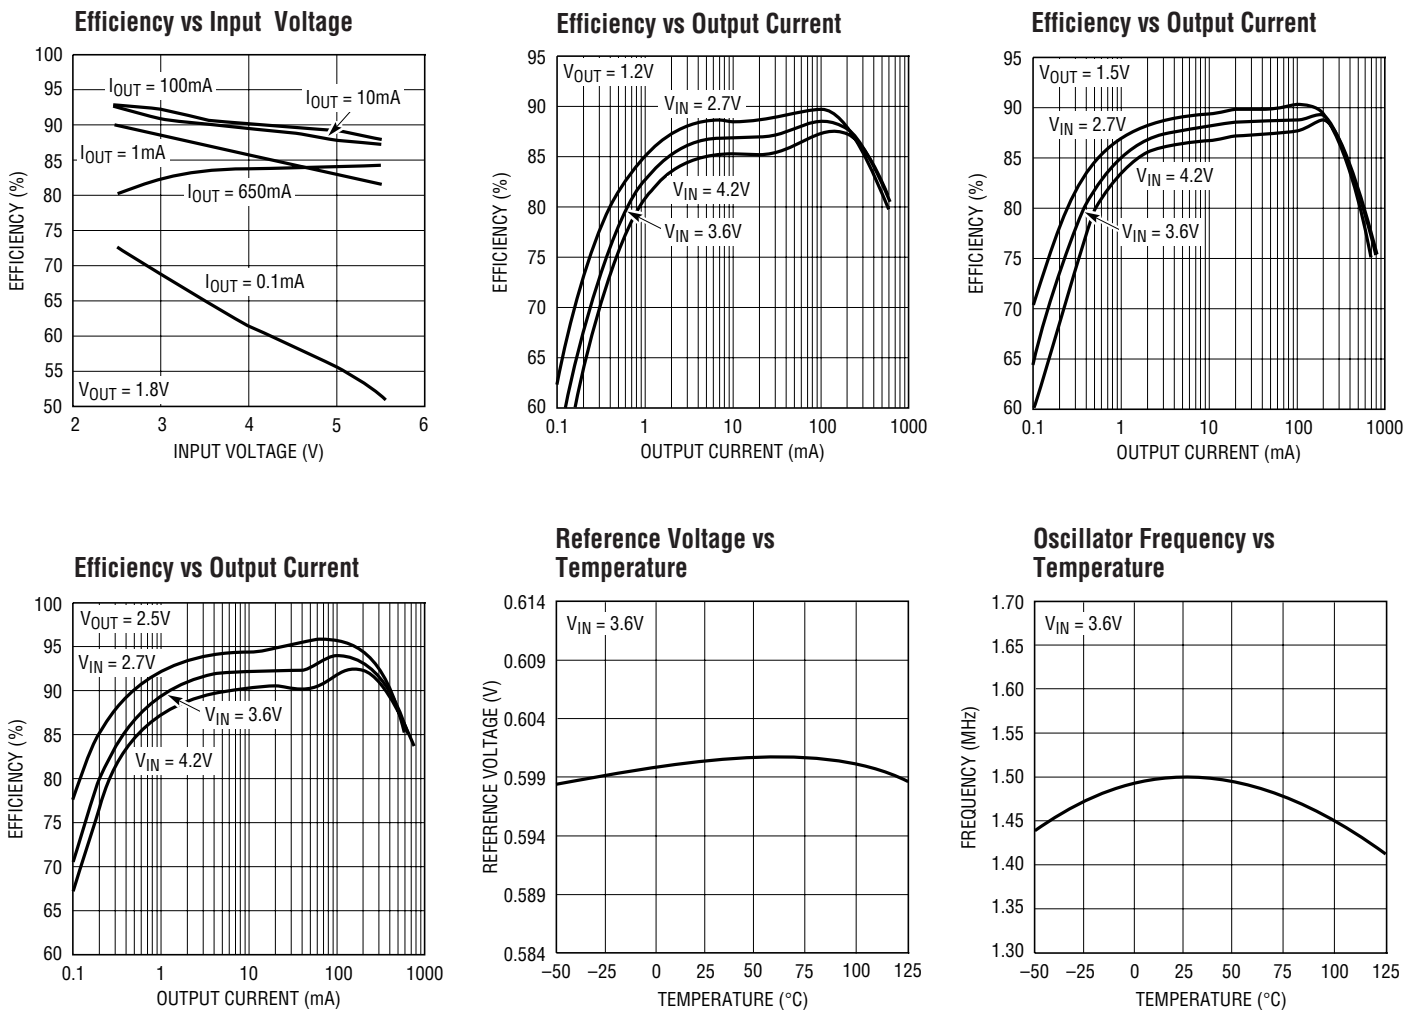 Efficiency vs Input Voltage
100
95
90
85
80
75
70
65
60
55
50
EFFICIENCY (%)
IOUT = 100mA
IOUT = 10mA
IOUT = 1mA
IOUT = 650mA
IOUT = 0.1mA
VOUT = 1.8V
2 3 4 5 6
INPUT VOLTAGE (V)
Efficiency vs Output Current
95
90
85
80
75
70
65
60
EFFICIENCY (%)
VOUT = 1.2V
VIN = 2.7V
VIN = 4.2V
VIN = 3.6V
0.1 1 10 100 1000
OUTPUT CURRENT (mA)
Efficiency vs Output Current
95
90
85
80
75
70
65
60
EFFICIENCY (%)
VOUT = 1.5V
VIN = 2.7V
VIN = 4.2V
VIN = 3.6V
0.1 1 10 100 1000
OUTPUT CURRENT (mA)
Efficiency vs Output Current
100
95
90
85
80
75
70
65
60
EFFICIENCY (%)
VOUT = 2.5V
VIN = 2.7V
VIN = 3.6V
VIN = 4.2V
0.1 1 10 100 1000
OUTPUT CURRENT (mA)
Reference Voltage vs
Temperature
0.614
0.609
0.604
0.599
0.594
0.589
0.584
REFERENCE VOLTAGE (V)
VIN = 3.6V
–50 –25 0 25 50 75 100 125
TEMPERATURE (°C)
Oscillator Frequency vs
Temperature
1.70
1.65
1.60
1.55
1.50
1.45
1.40
1.35
1.30
FREQUENCY (MHz)
VIN = 3.6V
–50 –25 0 25 50 75 100 125
TEMPERATURE (°C)